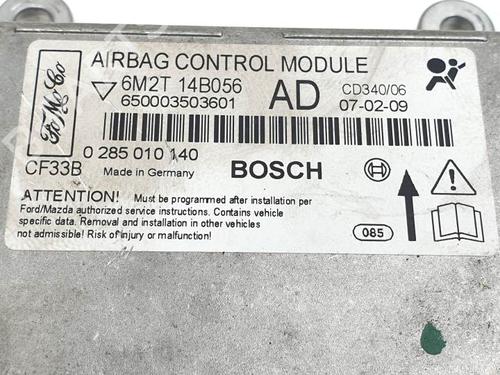 AIRBAG CONTROL MODULE
6M2T 14B056 AD CD340/06
650003503601 07-02-09
FoMoCo
0 285 010 140 BOSCH
CF33B Made in Germany
ATTENTION! Must be programmed after installation per
Ford/Mazda authorized service instructions. Contains vehicle
specific data. Removal and installation in other vehicles
not admissible! Risk of injury or malfunction!
085